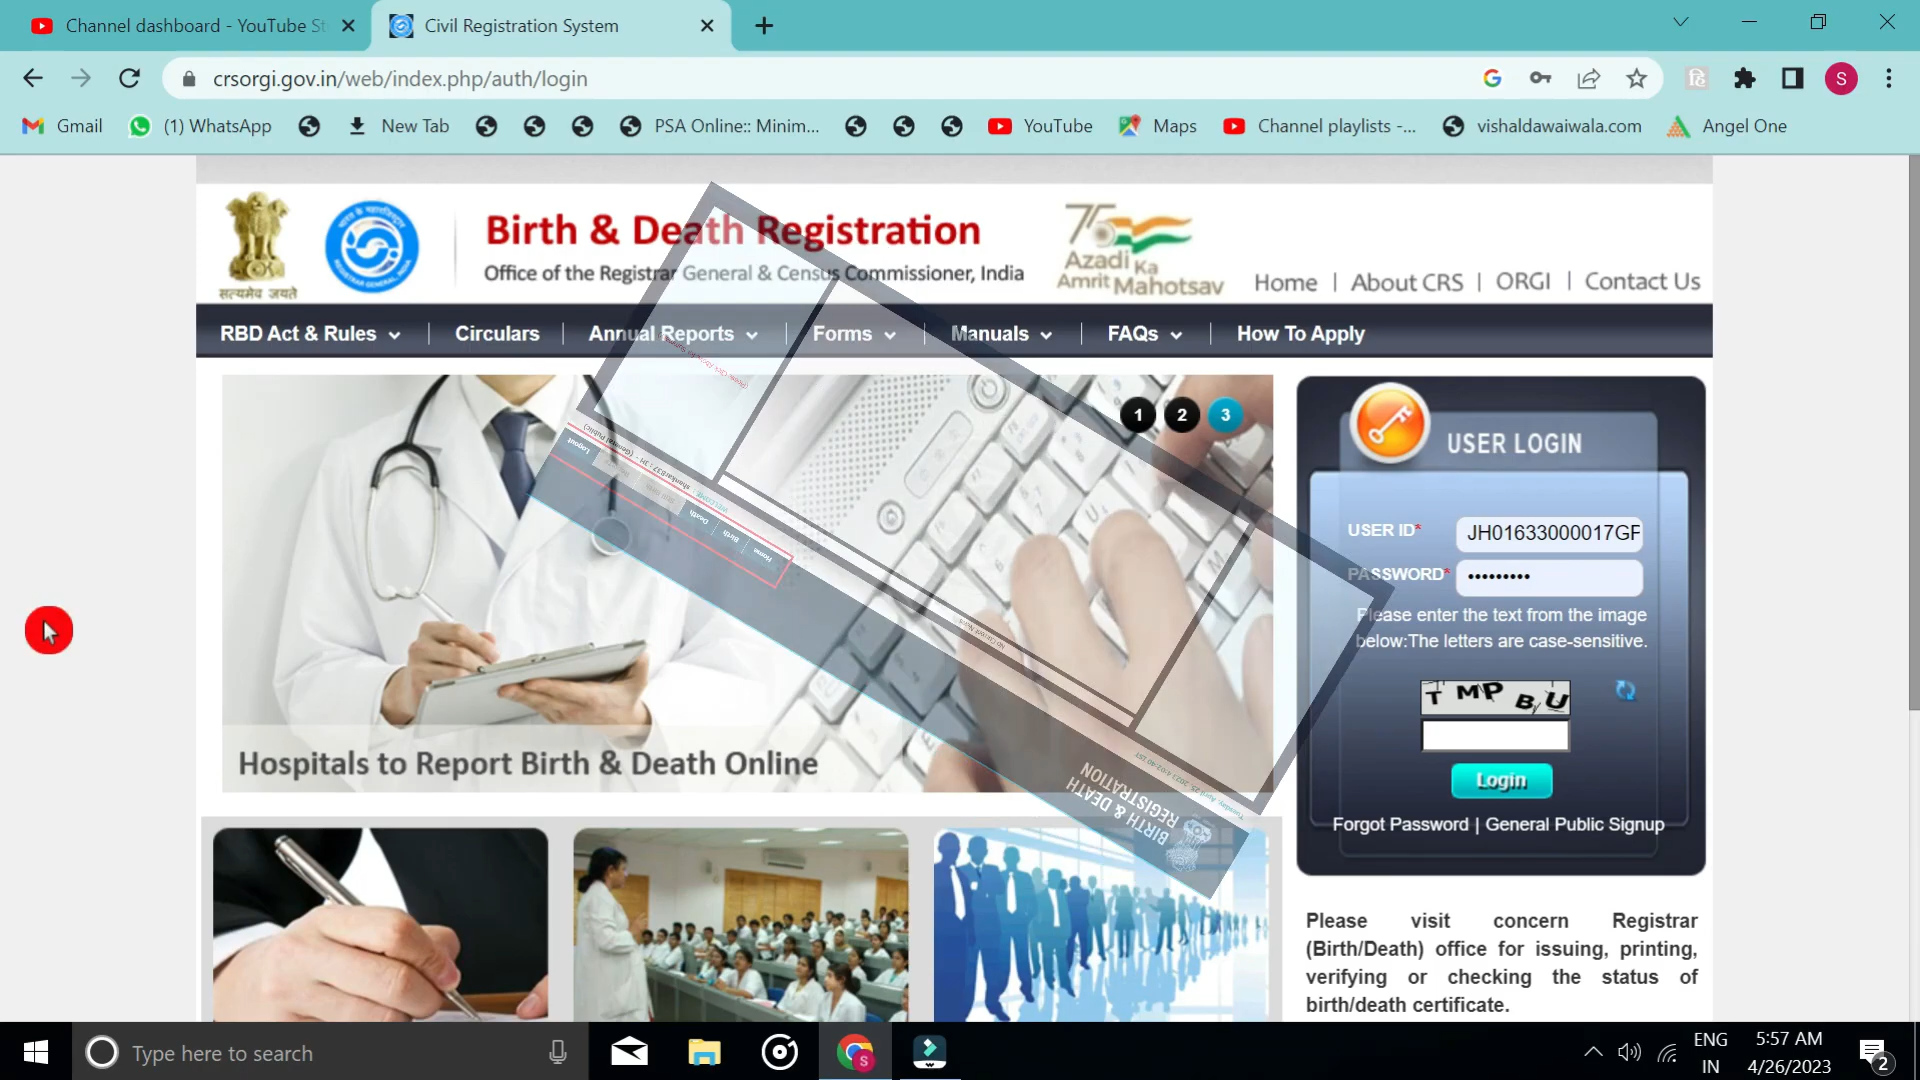 Channel dashboard - YouTube St
Civil Registration System
crsorgi.gov.in/web/index.php/auth/login
Gmail
(1) WhatsApp
New Tab
PSA Online:: Minim...
YouTube
Maps
Channel playlists -...
vishaldawaiwala.com
Angel One
S
हि
Birth & Death Registration
Office of the Registrar General & Census Commissioner, India
सत्यमेव जयते
75
Azadi Ka
Amrit Mahotsav
Home | About CRS | ORGI | Contact Us
RBD Act & Rules
Circulars
Annual Reports
Forms
Manuals
FAQs
How To Apply
1 2 3
Hospitals to Report Birth & Death Online
USER LOGIN
USER ID*
JH01633000017GF
PASSWORD*
•••••••••
Please enter the text from the image
below:The letters are case-sensitive.
T MP B U
Login
Forgot Password | General Public Signup
Please visit concern Registrar
(Birth/Death) office for issuing, printing,
verifying or checking the status of
birth/death certificate.
BIRTH & DEATH
REGISTRATION
Home
Birth
Death
Logout
WELCOME
Type here to search
ENG
IN
5:57 AM
4/26/2023
2